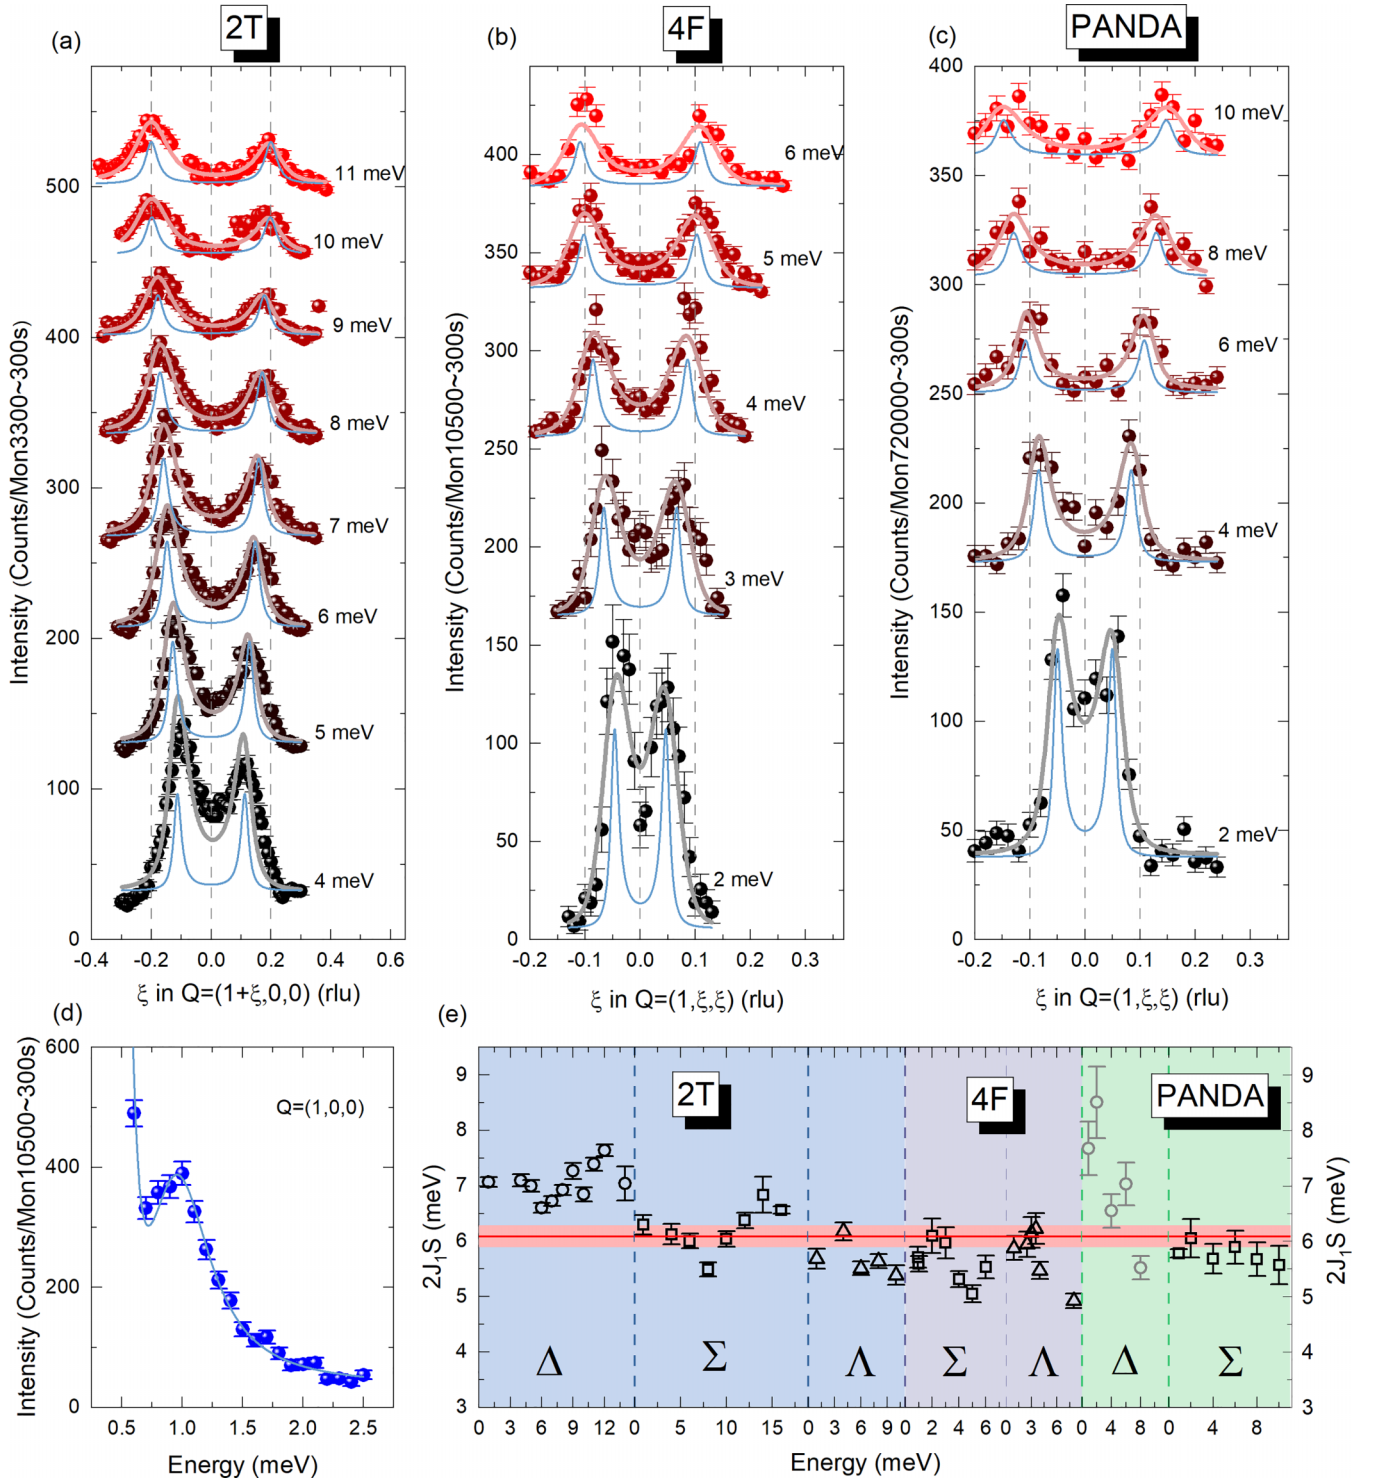 (a)
2T
Intensity (Counts/Mon3300~300s)
500
400
300
200
100
0
11 meV
10 meV
9 meV
8 meV
7 meV
6 meV
5 meV
4 meV
-0.4 -0.2 0.0 0.2 0.4 0.6
ξ in Q=(1+ξ,0,0) (rlu)
(b)
4F
Intensity (Counts/Mon10500~300s)
400
350
300
250
200
150
100
50
0
6 meV
5 meV
4 meV
3 meV
2 meV
-0.2 -0.1 0.0 0.1 0.2 0.3
ξ in Q=(1,ξ,ξ) (rlu)
(c)
PANDA
Intensity (Counts/Mon720000~300s)
400
350
300
250
200
150
100
50
0
10 meV
8 meV
6 meV
4 meV
2 meV
-0.2 -0.1 0.0 0.1 0.2 0.3
ξ in Q=(1,ξ,ξ) (rlu)
(d)
Intensity (Counts/Mon10500~300s)
600
400
200
0
Q=(1,0,0)
0.5 1.0 1.5 2.0 2.5
Energy (meV)
(e)
2J₁S (meV)
9
8
7
6
5
4
3
2T
4F
PANDA
Δ Σ Λ Σ Λ Δ Σ
0 3 6 9 12 0 5 10 0 3 6 9 0 2 4 6 0 3 6 0 4 8 0 4 8
9
8
7
6
5
4
3
2J₁S (meV)
Energy (meV)